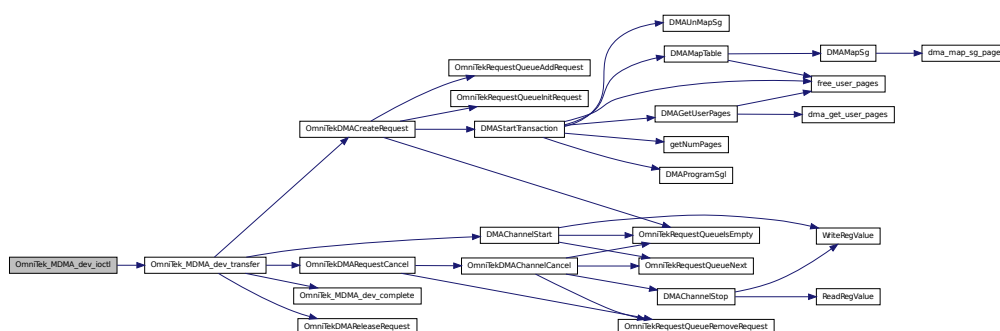 DMAUnMapSg
DMAMapTable
DMAMapSg
dma_map_sg_page
OmniTekRequestQueueAddRequest
free_user_pages
OmniTekRequestQueueInitRequest
DMAGetUserPages
dma_get_user_pages
OmniTekDMACreateRequest
DMAStartTransaction
getNumPages
DMAProgramSgl
DMAChannelStart
OmniTekRequestQueueIsEmpty
WriteRegValue
OmniTek_MDMA_dev_ioctl
OmniTek_MDMA_dev_transfer
OmniTekDMARequestCancel
OmniTekDMAChannelCancel
OmniTekRequestQueueNext
OmniTek_MDMA_dev_complete
DMAChannelStop
ReadRegValue
OmniTekDMAReleaseRequest
OmniTekRequestQueueRemoveRequest